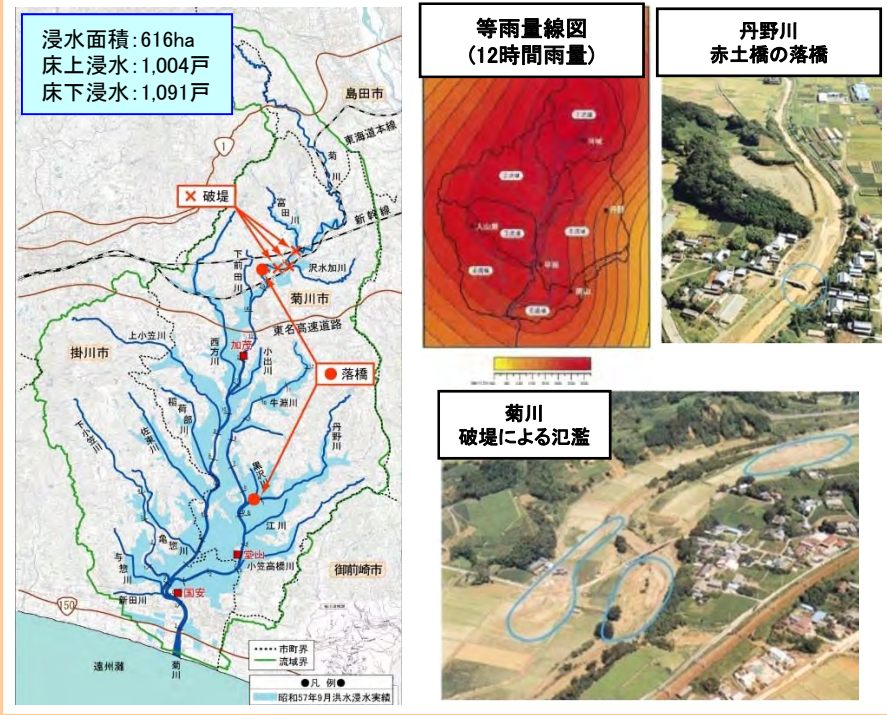 浸水面積:616ha
床上浸水:1,004戸
床下浸水:1,091戸
島田市
東海道本線
1
菊川
破堤
富田川
新幹線
下前田川
沢水加川
菊川市
東名高速道路
上小笠川
掛川市
西方川
加茂
小出川
落橋
稲荷部川
牛淵川
丹野川
下小笠川
佐束川
黒沢川
江川
亀惣川
堂山
小笠高橋川
与惣川
御前崎市
国安
新田川
150
遠州灘
菊川
市町界
流域界
●凡 例●
昭和57年9月洪水浸水実績
等雨量線図
(12時間雨量)
丹野
平田
丹野川
赤土橋の落橋
菊川
破堤による氾濫